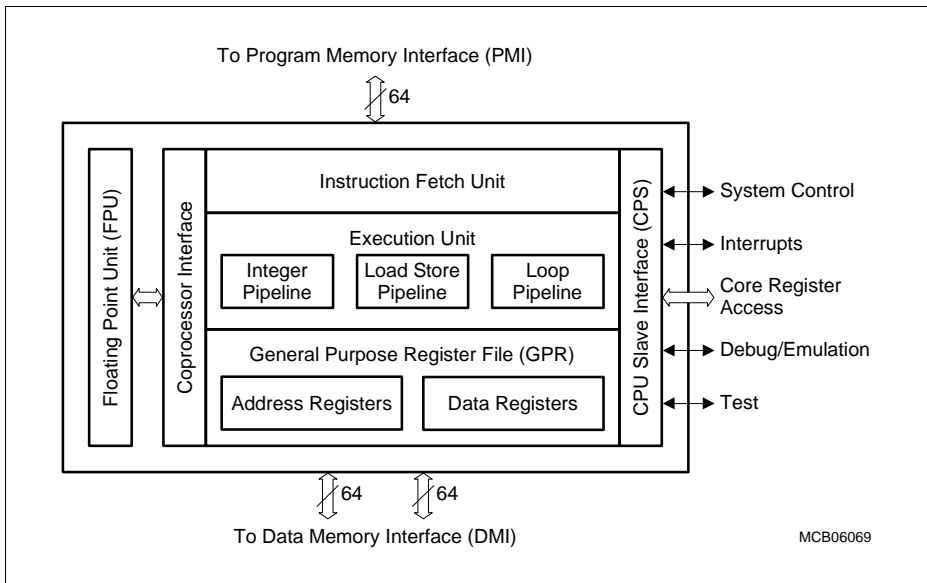 To Program Memory Interface (PMI)
64
Floating Point Unit (FPU)
Coprocessor Interface
Instruction Fetch Unit
Execution Unit
Integer
Pipeline
Load Store
Pipeline
Loop
Pipeline
General Purpose Register File (GPR)
Address Registers
Data Registers
CPU Slave Interface (CPS)
System Control
Interrupts
Core Register
Access
Debug/Emulation
Test
64
64
To Data Memory Interface (DMI)
MCB06069